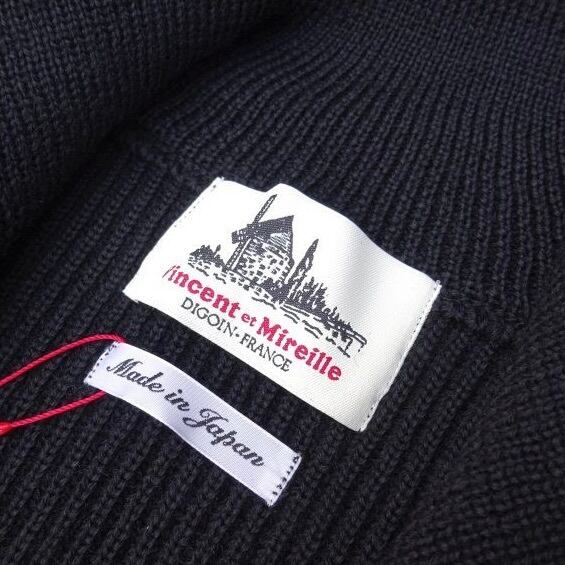 Vincent et Mireille
DIGOIN-FRANCE
Made in Japan